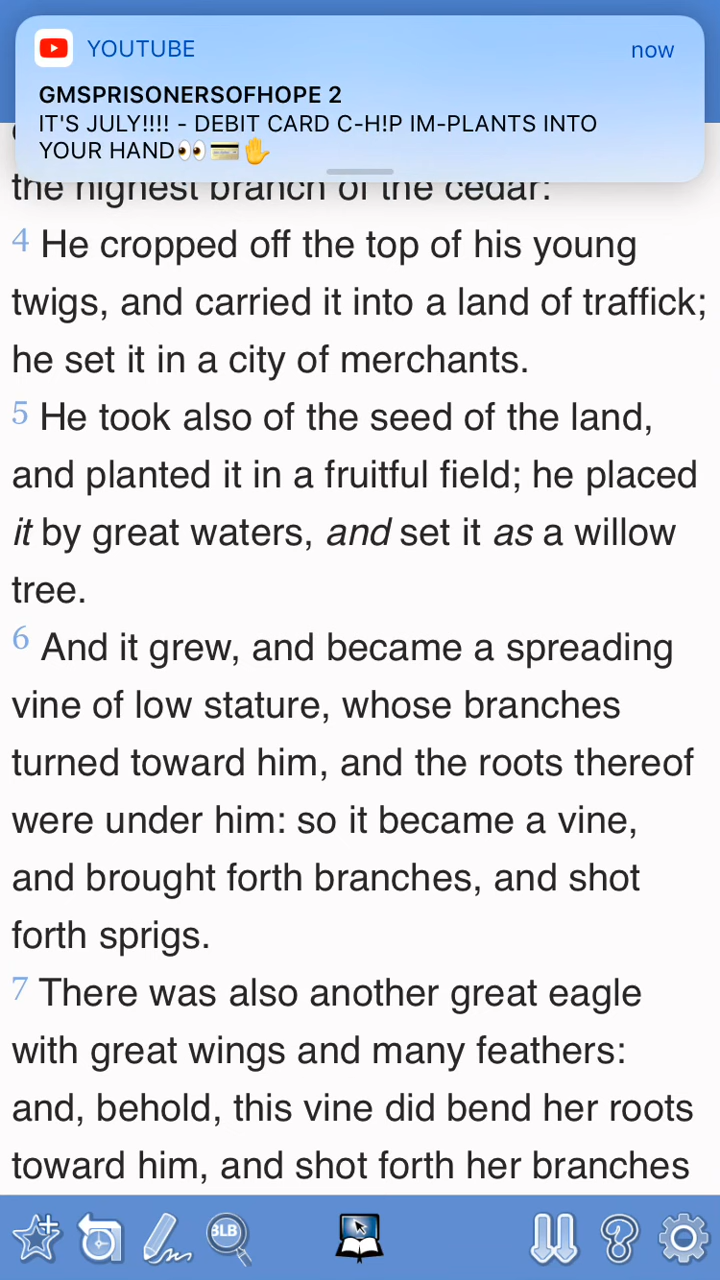 YOUTUBE
now
GMSPRISONERSOFHOPE 2
IT'S JULY!!!! - DEBIT CARD C-H!P IM-PLANTS INTO
YOUR HAND👀💳✋
the highest branch of the cedar:
4 He cropped off the top of his young
twigs, and carried it into a land of traffick;
he set it in a city of merchants.
5 He took also of the seed of the land,
and planted it in a fruitful field; he placed
it by great waters, and set it as a willow
tree.
6 And it grew, and became a spreading
vine of low stature, whose branches
turned toward him, and the roots thereof
were under him: so it became a vine,
and brought forth branches, and shot
forth sprigs.
7 There was also another great eagle
with great wings and many feathers:
and, behold, this vine did bend her roots
toward him, and shot forth her branches
BLB